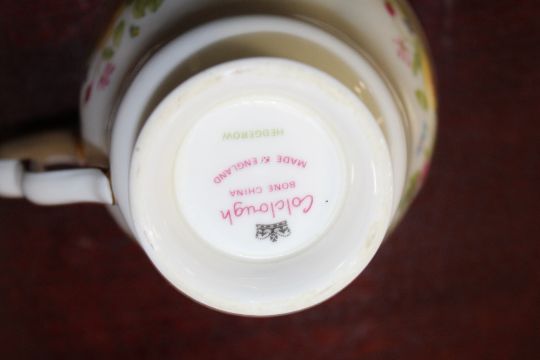 Colclough
BONE CHINA
MADE IN ENGLAND
HEDGEROW